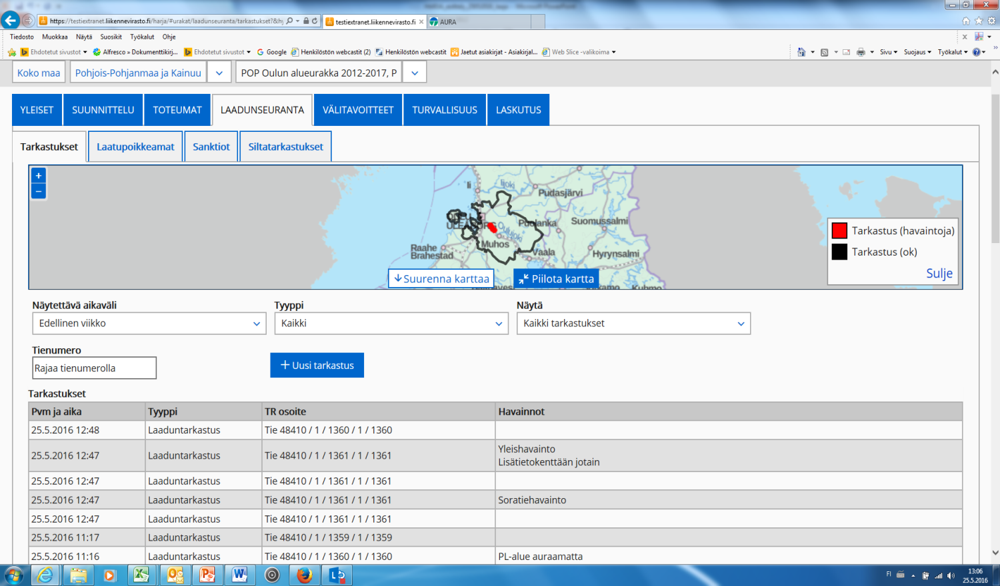 https://testiextranet.liikennevirasto.fi/harja/#urakat/laadunseuranta/tarkastukset?&hy
testiextranet.liikennevirasto.fi
AURA
Tiedosto Muokkaa Näytä Suosikit Työkalut Ohje
Ehdotetut sivustot Alfresco » Dokumenttikirj... Ehdotetut sivustot Google Henkilöstön webcastit (2) Henkilöstön webcastit Jaetut asiakirjat - Asiakirjal... Web Slice -valikoima
Sivu Suojaus Työkalut
Koko maa Pohjois-Pohjanmaa ja Kainuu POP Oulun alueurakka 2012-2017, P
YLEISET SUUNNITTELU TOTEUMAT LAADUNSEURANTA VÄLITAVOITTEET TURVALLISUUS LASKUTUS
Tarkastukset Laatupoikkeamat Sanktiot Siltatarkastukset
+
−
Ii
Iijoki
Pudasjärvi
Puolanka
Suomussalmi
Oulujoki
Muhos
Raahe
Brahestad
Vaala
Hyrynsalmi
Kuhmo
Tarkastus (havaintoja)
Tarkastus (ok)
Sulje
Suurenna karttaa
Piilota kartta
Näytettävä aikaväli Tyyppi Näytä
Edellinen viikko Kaikki Kaikki tarkastukset
Tienumero
Rajaa tienumerolla
+ Uusi tarkastus
Tarkastukset
Pvm ja aika Tyyppi TR osoite Havainnot
25.5.2016 12:48 Laaduntarkastus Tie 48410 / 1 / 1360 / 1 / 1360
25.5.2016 12:47 Laaduntarkastus Tie 48410 / 1 / 1361 / 1 / 1361 Yleishavainto
Lisätietokenttään jotain
25.5.2016 12:47 Laaduntarkastus Tie 48410 / 1 / 1361 / 1 / 1361
25.5.2016 12:47 Laaduntarkastus Tie 48410 / 1 / 1361 / 1 / 1361 Soratiehavainto
25.5.2016 12:47 Laaduntarkastus Tie 48410 / 1 / 1361 / 1 / 1361
25.5.2016 11:17 Laaduntarkastus Tie 48410 / 1 / 1359 / 1 / 1359
25.5.2016 11:16 Laaduntarkastus Tie 48410 / 1 / 1360 / 1 / 1360 PL-alue auraamatta
FI
13:06
25.5.2016